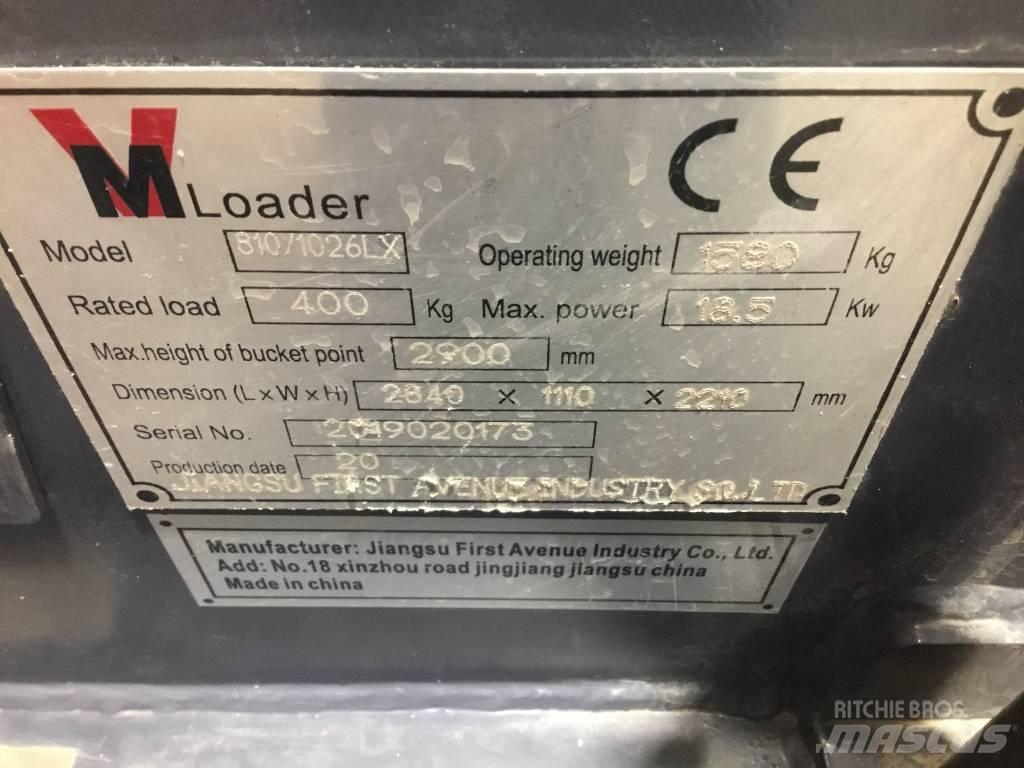 VM Loader CE
Model 810/1026LX Operating weight 1380 Kg
Rated load 400 Kg Max. power 18.5 Kw
Max.height of bucket point 2900 mm
Dimension (L x W x H) 2840 × 1110 × 2210 mm
Serial No. 2019020173
Production date 20
JIANGSU FIRST AVENUE INDUSTRY CO.,LTD
Manufacturer: Jiangsu First Avenue Industry Co., Ltd.
Add: No.18 xinzhou road jingjiang jiangsu china
Made in china
RITCHIE BROS.
MASCUS